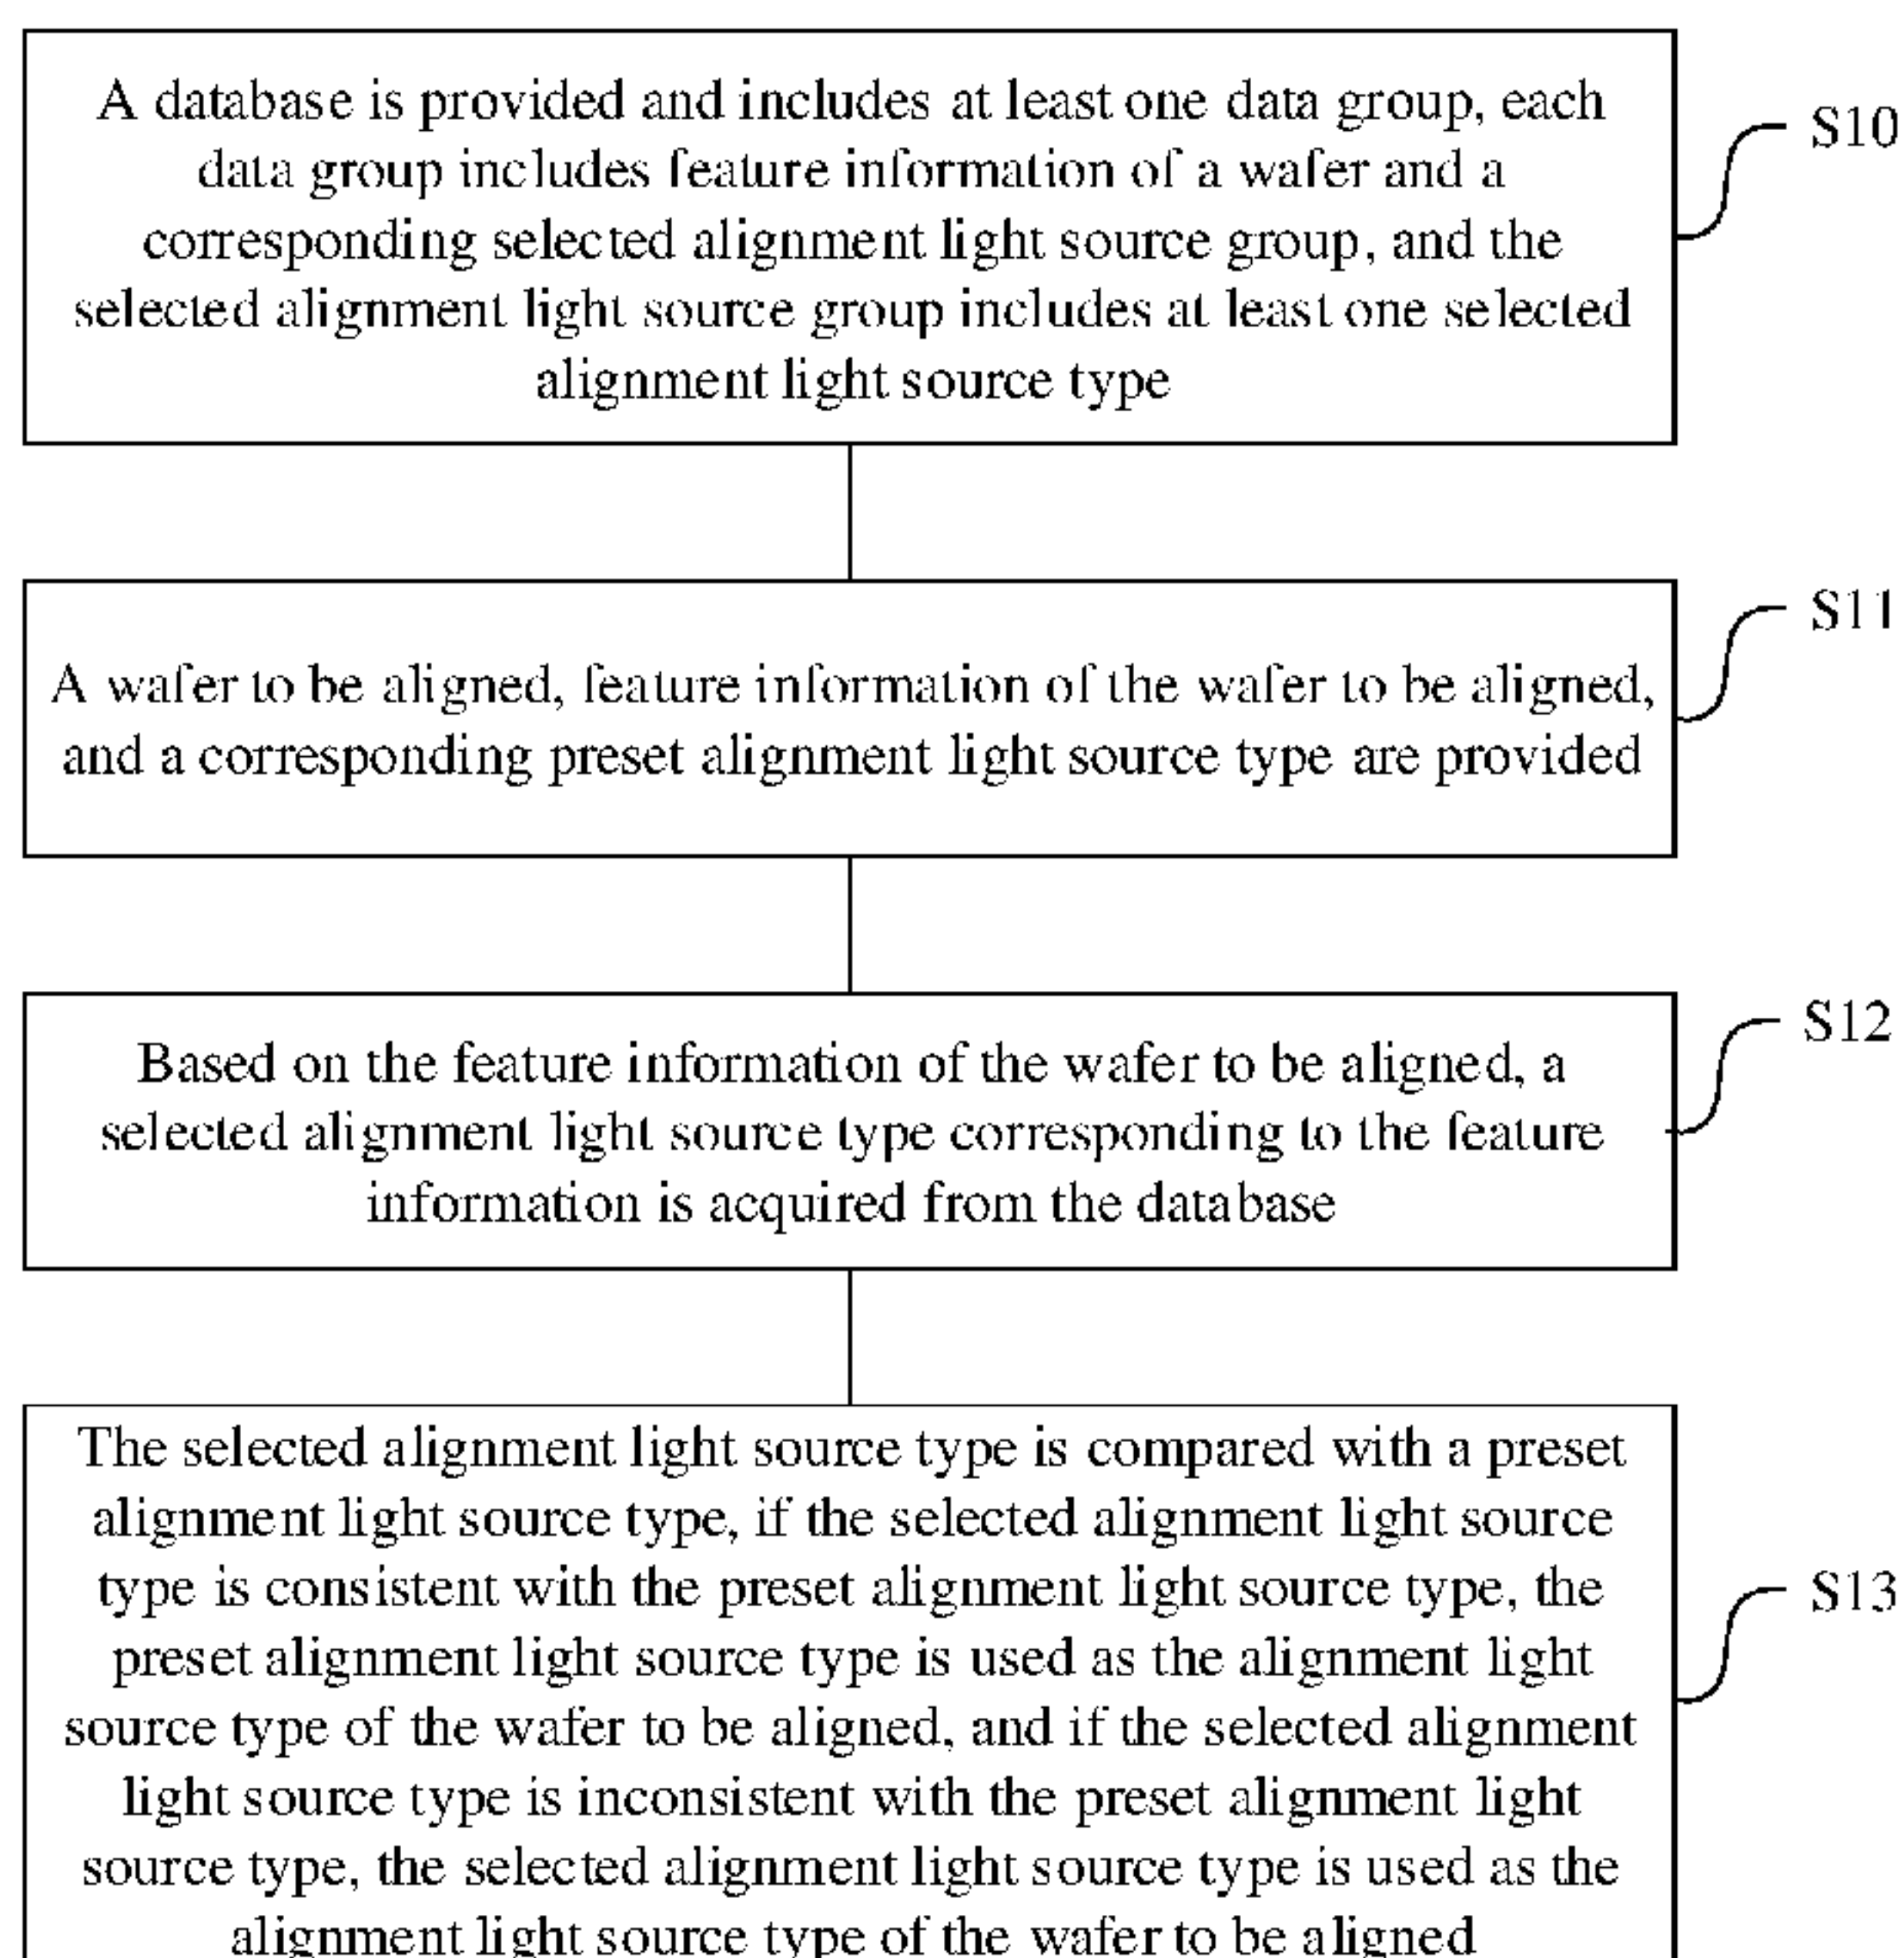 A database is provided and includes at least one data group, each
data group includes feature information of a wafer and a
corresponding selected alignment light source group, and the
selected alignment light source group includes at least one selected
alignment light source type
S10
A wafer to be aligned, feature information of the wafer to be aligned,
and a corresponding preset alignment light source type are provided
S11
Based on the feature information of the wafer to be aligned, a
selected alignment light source type corresponding to the feature
information is acquired from the database
S12
The selected alignment light source type is compared with a preset
alignment light source type, if the selected alignment light source
type is consistent with the preset alignment light source type, the
preset alignment light source type is used as the alignment light
source type of the wafer to be aligned, and if the selected alignment
light source type is inconsistent with the preset alignment light
source type, the selected alignment light source type is used as the
alignment light source type of the wafer to be aligned
S13